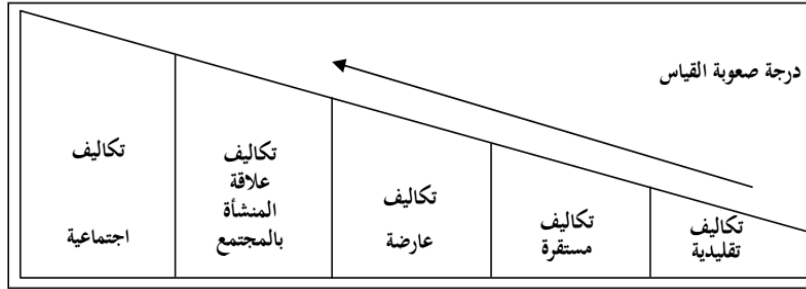 درجة صعوبة القياس
تكاليف
تقليدية
تكاليف
مستقرة
تكاليف
عارضة
تكاليف
علاقة
المنشأة
بالمجتمع
تكاليف
اجتماعية